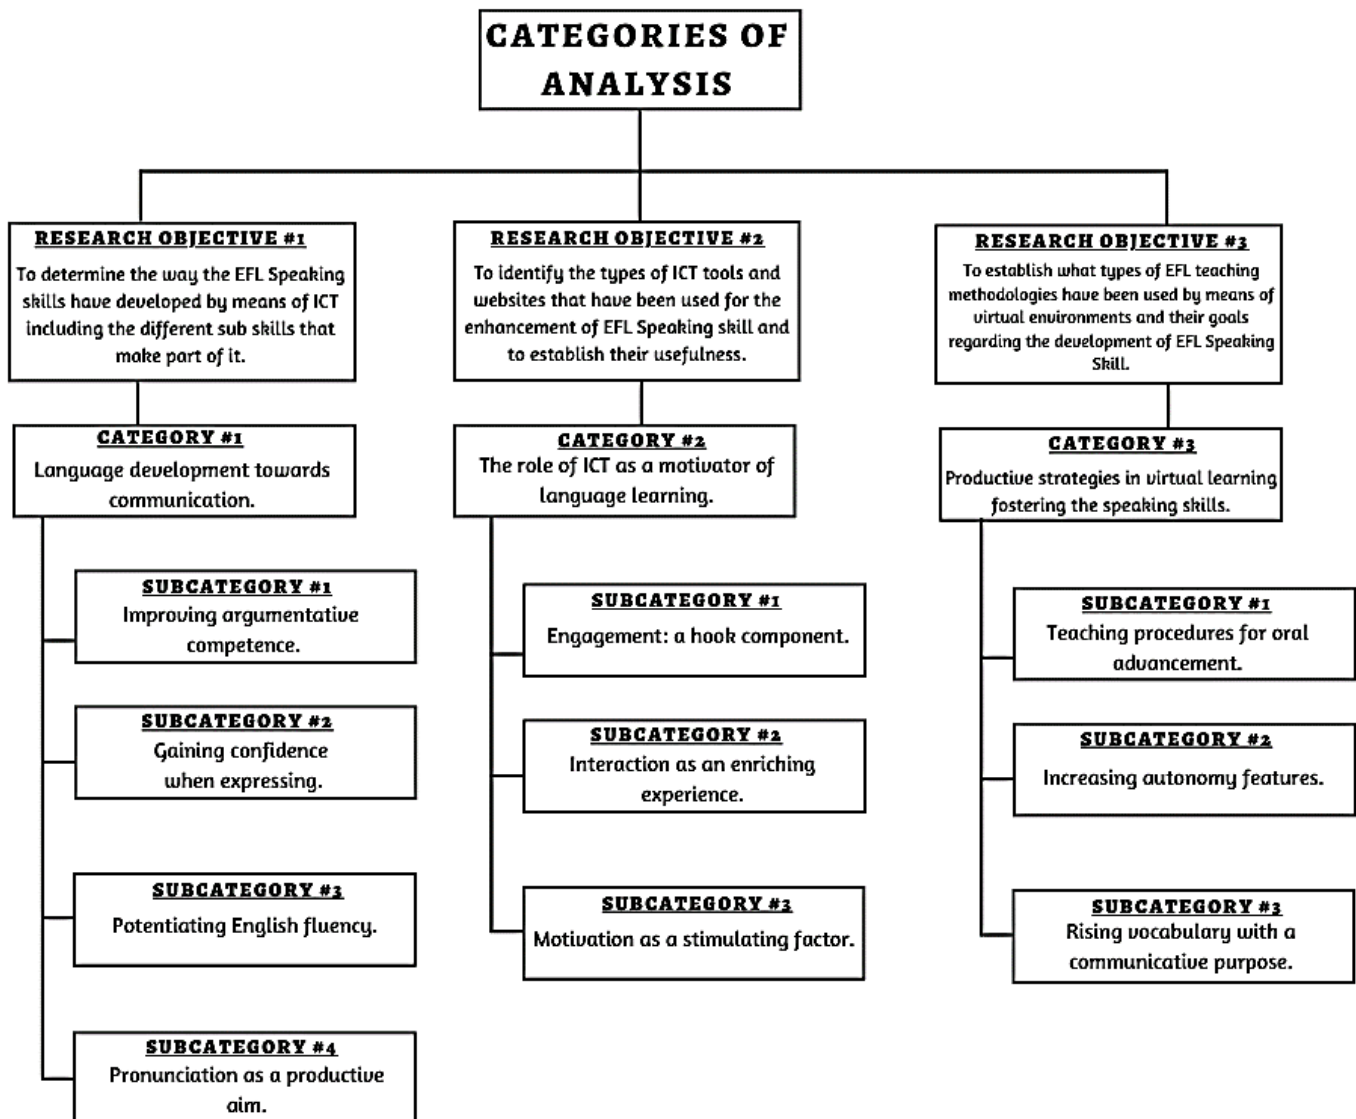 CATEGORIES OF
ANALYSIS
RESEARCH OBJECTIVE #1
To determine the way the EFL Speaking
skills have developed by means of ICT
including the different sub skills that
make part of it.
CATEGORY #1
Language development towards
communication.
SUBCATEGORY #1
Improving argumentative
competence.
SUBCATEGORY #2
Gaining confidence
when expressing.
SUBCATEGORY #3
Potentiating English fluency.
SUBCATEGORY #4
Pronunciation as a productive
aim.
RESEARCH OBJECTIVE #2
To identify the types of ICT tools and
websites that have been used for the
enhancement of EFL Speaking skill and
to establish their usefulness.
CATEGORY #2
The role of ICT as a motivator of
language learning.
SUBCATEGORY #1
Engagement: a hook component.
SUBCATEGORY #2
Interaction as an enriching
experience.
SUBCATEGORY #3
Motivation as a stimulating factor.
RESEARCH OBJECTIVE #3
To establish what types of EFL teaching
methodologies have been used by means of
virtual environments and their goals
regarding the development of EFL Speaking
Skill.
CATEGORY #3
Productive strategies in virtual learning
fostering the speaking skills.
SUBCATEGORY #1
Teaching procedures for oral
advancement.
SUBCATEGORY #2
Increasing autonomy features.
SUBCATEGORY #3
Rising vocabulary with a
communicative purpose.